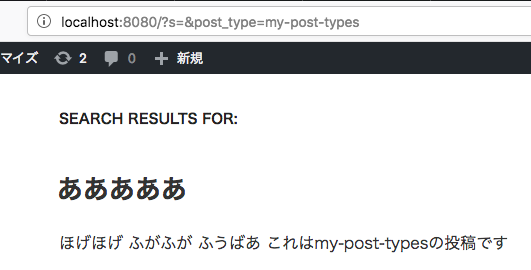 localhost:8080/?s=&post_type=my-post-types
マイズ 2 0 新規
SEARCH RESULTS FOR:
あああああ
ほげほげ ふがふが ふうばあ これはmy-post-typesの投稿です